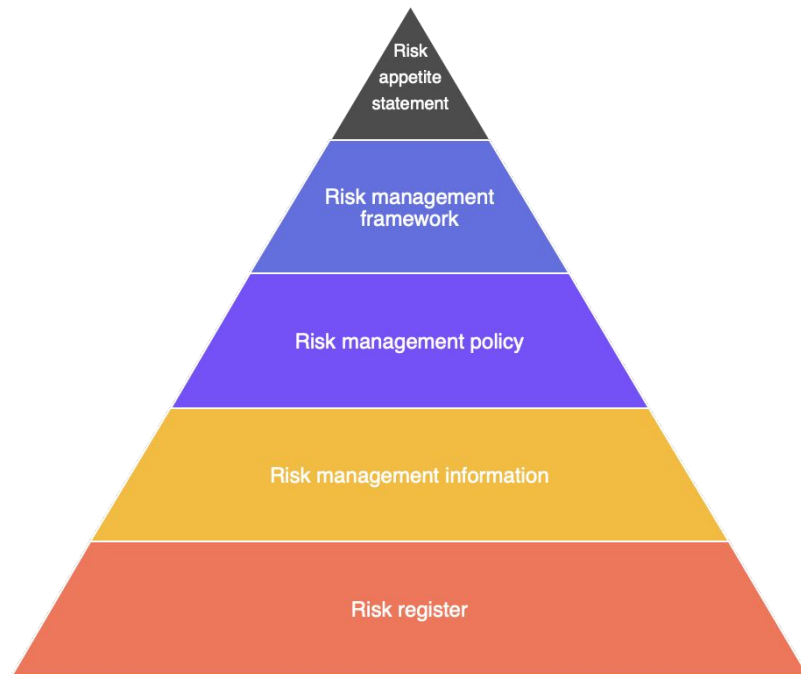 Risk
appetite
statement
Risk management
framework
Risk management policy
Risk management information
Risk register